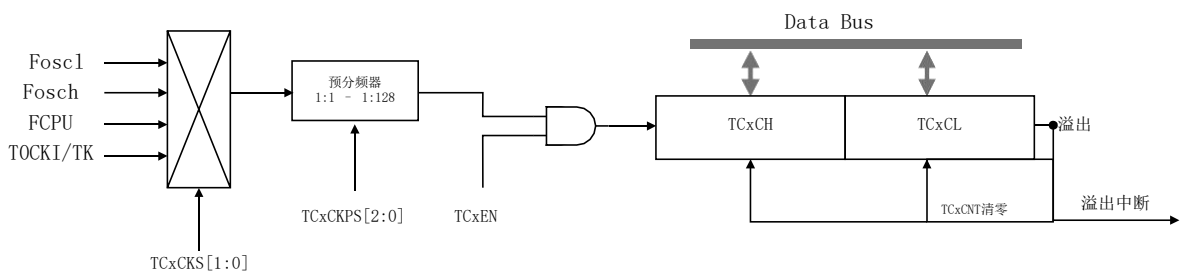 Data Bus
Foscl
Fosch
FCPU
TOCKI/TK
预分频器
1:1 - 1:128
TCxCH
TCxCL
溢出
TCxCKPS[2:0]
TCxEN
TCxCNT清零
溢出中断
TCxCKS[1:0]